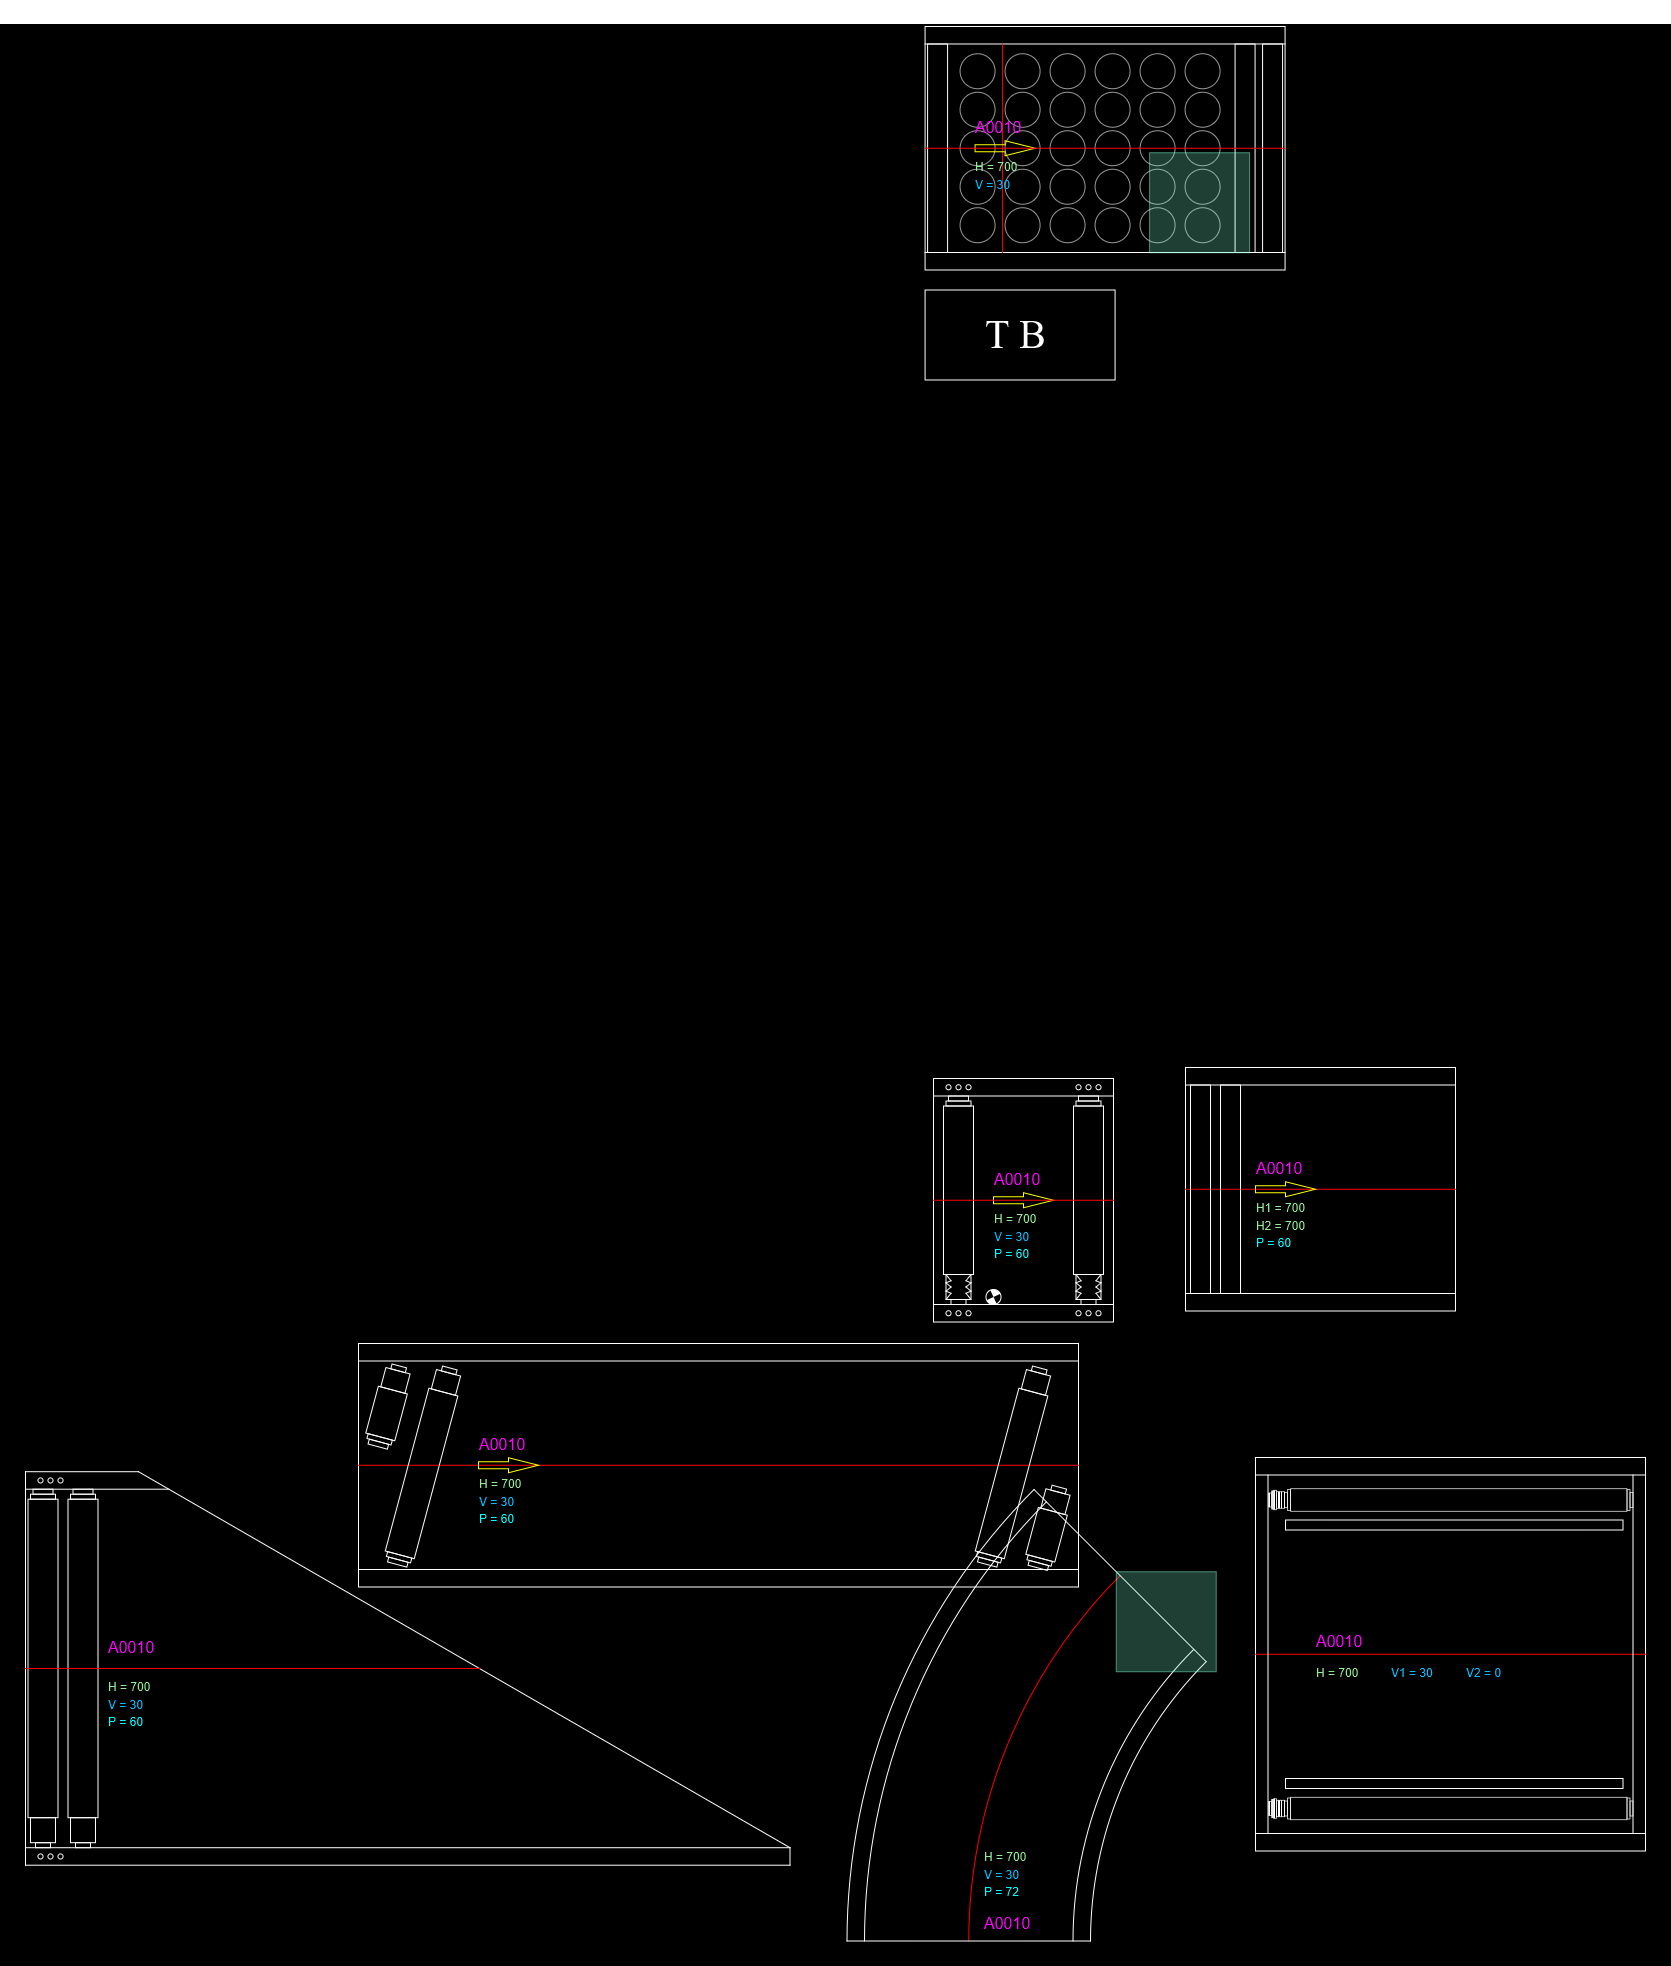 A0010
H = 700
V = 30
T B
A0010
H = 700
V = 30
P = 60
A0010
H1 = 700
H2 = 700
P = 60
A0010
H = 700
V = 30
P = 60
A0010
H = 700
V = 30
P = 60
A0010
H = 700 V1 = 30 V2 = 0
H = 700
V = 30
P = 72
A0010